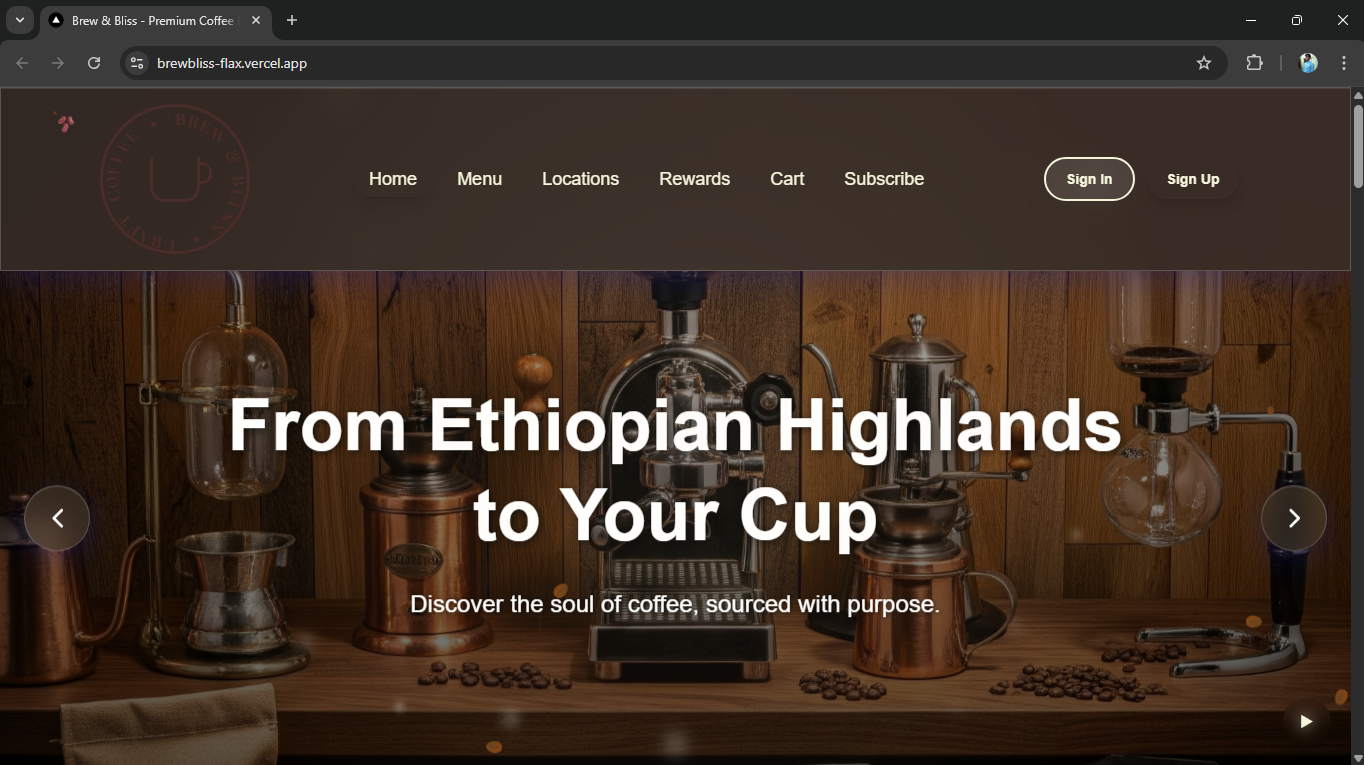 Brew & Bliss - Premium Coffee
brewbliss-flax.vercel.app
BREW & BEANS • CRAFT COFFEE •
Home
Menu
Locations
Rewards
Cart
Subscribe
Sign In
Sign Up
From Ethiopian Highlands
to Your Cup
Discover the soul of coffee, sourced with purpose.